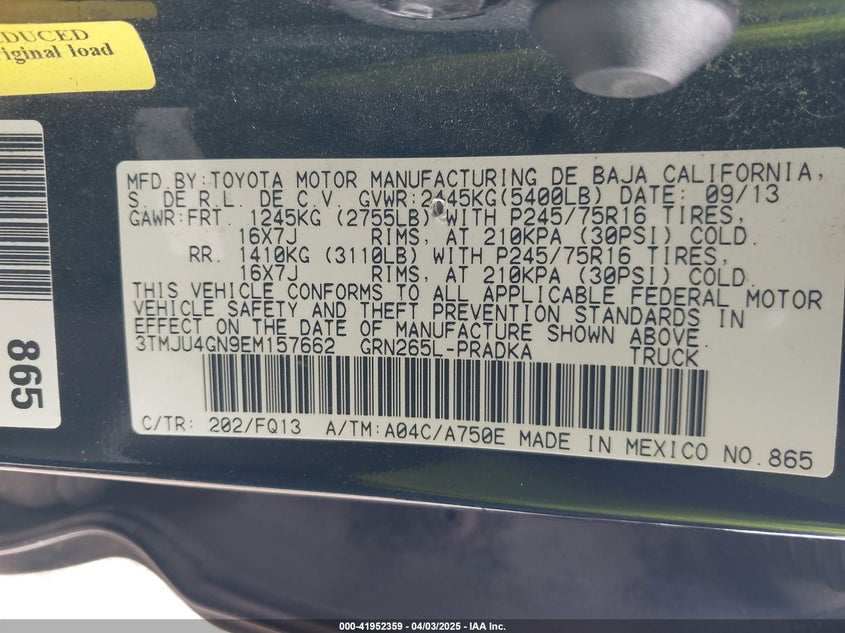 EDUCED
original load
865
MFD.BY:TOYOTA MOTOR MANUFACTURING DE BAJA CALIFORNIA,
S. DE R.L. DE C.V. GVWR:2445KG(5400LB) DATE: 09/13
GAWR:FRT. 1245KG (2755LB) WITH P245/75R16 TIRES,
16X7J RIMS, AT 210KPA (30PSI) COLD.
RR. 1410KG (3110LB) WITH P245/75R16 TIRES,
16X7J RIMS, AT 210KPA (30PSI) COLD.
THIS VEHICLE CONFORMS TO ALL APPLICABLE FEDERAL MOTOR
VEHICLE SAFETY AND THEFT PREVENTION STANDARDS IN
EFFECT ON THE DATE OF MANUFACTURE SHOWN ABOVE.
3TMJU4GN9EM157662 GRN265L-PRADKA TRUCK
C/TR: 202/FQ13 A/TM:A04C/A750E MADE IN MEXICO NO.865
000-41952359 - 04/03/2025 - IAA Inc.